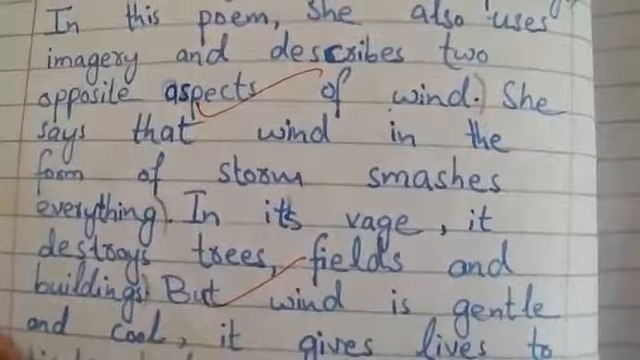 In this poem, She also uses
imagery and describes two
opposite aspects of wind.) She
says that wind in the
form of storm smashes
everything). In its rage, it
destroys trees, fields and
buildings) But wind is gentle
and cool, it gives lives to